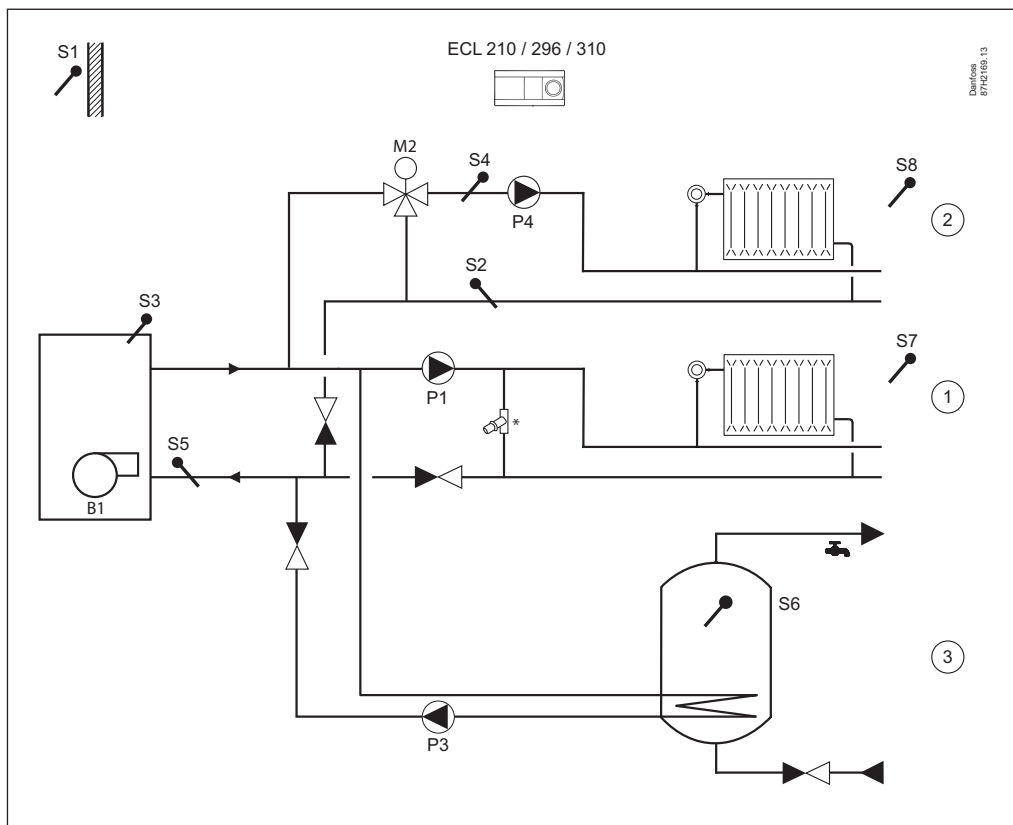 S1
ECL 210 / 296 / 310
Danfoss
87H2169.13
M2
S4
S8
P4
2
S2
S3
S7
P1
1
*
S5
B1
S6
3
P3